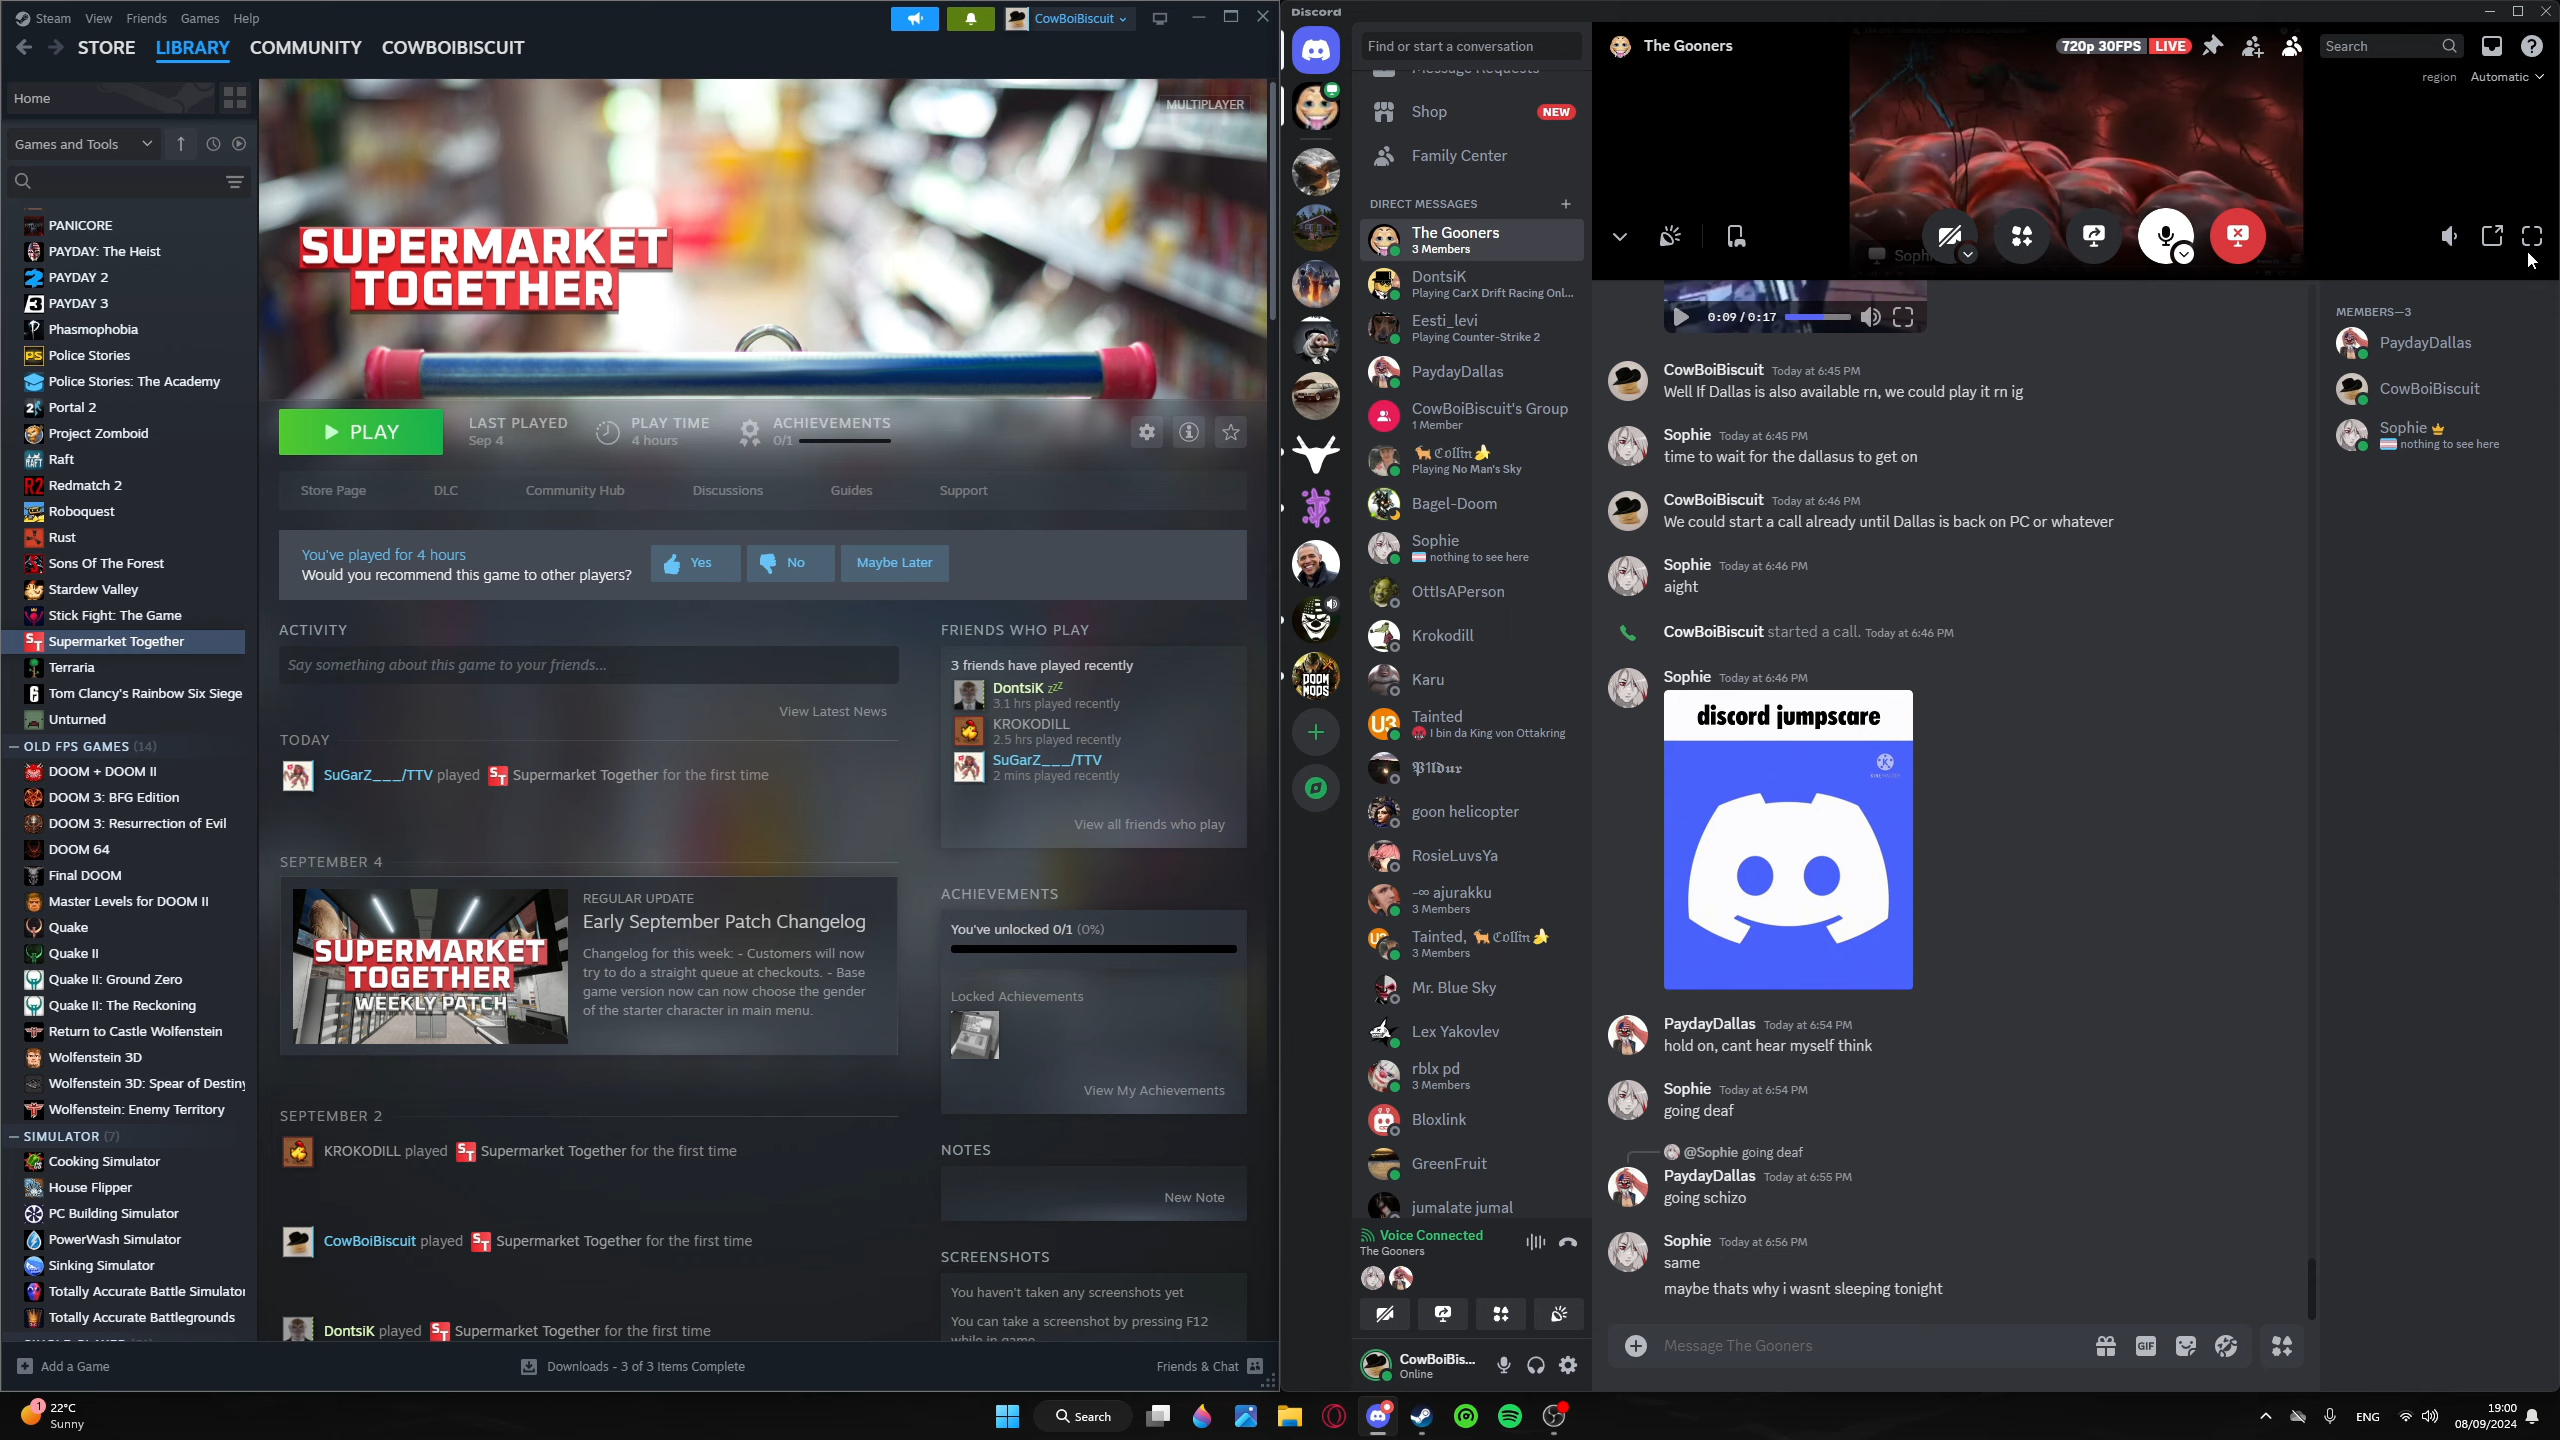 Steam View Friends Games Help
CowBoiBiscuit
STORE LIBRARY COMMUNITY COWBOIBISCUIT
Home
Games and Tools
PANICORE
PAYDAY: The Heist
PAYDAY 2
PAYDAY 3
Phasmophobia
Police Stories
Police Stories: The Academy
Portal 2
Project Zomboid
Raft
Redmatch 2
Roboquest
Rust
Sons Of The Forest
Stardew Valley
Stick Fight: The Game
Supermarket Together
Terraria
Tom Clancy's Rainbow Six Siege
Unturned
OLD FPS GAMES (14)
DOOM + DOOM II
DOOM 3: BFG Edition
DOOM 3: Resurrection of Evil
DOOM 64
Final DOOM
Master Levels for DOOM II
Quake
Quake II
Quake II: Ground Zero
Quake II: The Reckoning
Return to Castle Wolfenstein
Wolfenstein 3D
Wolfenstein 3D: Spear of Destiny
Wolfenstein: Enemy Territory
SIMULATOR (7)
Cooking Simulator
House Flipper
PC Building Simulator
PowerWash Simulator
Sinking Simulator
Totally Accurate Battle Simulator
Totally Accurate Battlegrounds
Add a Game
MULTIPLAYER
SUPERMARKET
TOGETHER
PLAY
LAST PLAYED
Sep 4
PLAY TIME
4 hours
ACHIEVEMENTS
0/1
Store Page DLC Community Hub Discussions Guides Support
You've played for 4 hours
Would you recommend this game to other players?
Yes No Maybe Later
ACTIVITY
Say something about this game to your friends...
View Latest News
TODAY
SuGarZ___/TTV played Supermarket Together for the first time
SEPTEMBER 4
SUPERMARKET
TOGETHER
WEEKLY PATCH
REGULAR UPDATE
Early September Patch Changelog
Changelog for this week: - Customers will now
try to do a straight queue at checkouts. - Base
game version now can now choose the gender
of the starter character in main menu.
SEPTEMBER 2
KROKODILL played Supermarket Together for the first time
CowBoiBiscuit played Supermarket Together for the first time
DontsiK played Supermarket Together for the first time
FRIENDS WHO PLAY
3 friends have played recently
DontsiK zzZ
3.1 hrs played recently
KROKODILL
2.5 hrs played recently
SuGarZ___/TTV
2 mins played recently
View all friends who play
ACHIEVEMENTS
You've unlocked 0/1 (0%)
Locked Achievements
View My Achievements
NOTES
New Note
SCREENSHOTS
You haven't taken any screenshots yet
You can take a screenshot by pressing F12
while in game
Downloads - 3 of 3 Items Complete
Friends & Chat
Discord
Find or start a conversation
Message Requests
Shop NEW
Family Center
DIRECT MESSAGES
The Gooners
3 Members
DontsiK
Playing CarX Drift Racing Onl...
Eesti_levi
Playing Counter-Strike 2
PaydayDallas
CowBoiBiscuit's Group
1 Member
🐈ℭ𝔬𝔩𝔩𝔦𝔫🍌
Playing No Man's Sky
Bagel-Doom
Sophie
nothing to see here
OttIsAPerson
Krokodill
Karu
Tainted
I bin da King von Ottakring
goon helicopter
RosieLuvsYa
-∞ ajurakku
3 Members
Tainted, 🐈ℭ𝔬𝔩𝔩𝔦𝔫🍌
3 Members
Mr. Blue Sky
Lex Yakovlev
rblx pd
3 Members
Bloxlink
GreenFruit
jumalate jumal
Voice Connected
The Gooners
CowBoiBis...
Online
DOOM
MODS
The Gooners
720p 30FPS LIVE
Search
region Automatic
Soph
0:09 / 0:17
CowBoiBiscuit Today at 6:45 PM
Well If Dallas is also available rn, we could play it rn ig
Sophie Today at 6:45 PM
time to wait for the dallasus to get on
CowBoiBiscuit Today at 6:46 PM
We could start a call already until Dallas is back on PC or whatever
Sophie Today at 6:46 PM
aight
CowBoiBiscuit started a call. Today at 6:46 PM
Sophie Today at 6:46 PM
discord jumpscare
PaydayDallas Today at 6:54 PM
hold on, cant hear myself think
Sophie Today at 6:54 PM
going deaf
@Sophie going deaf
PaydayDallas Today at 6:55 PM
going schizo
Sophie Today at 6:56 PM
same
maybe thats why i wasnt sleeping tonight
Message The Gooners
GIF
MEMBERS—3
PaydayDallas
CowBoiBiscuit
Sophie
nothing to see here
1
22°C
Sunny
Search
ENG
19:00
08/09/2024